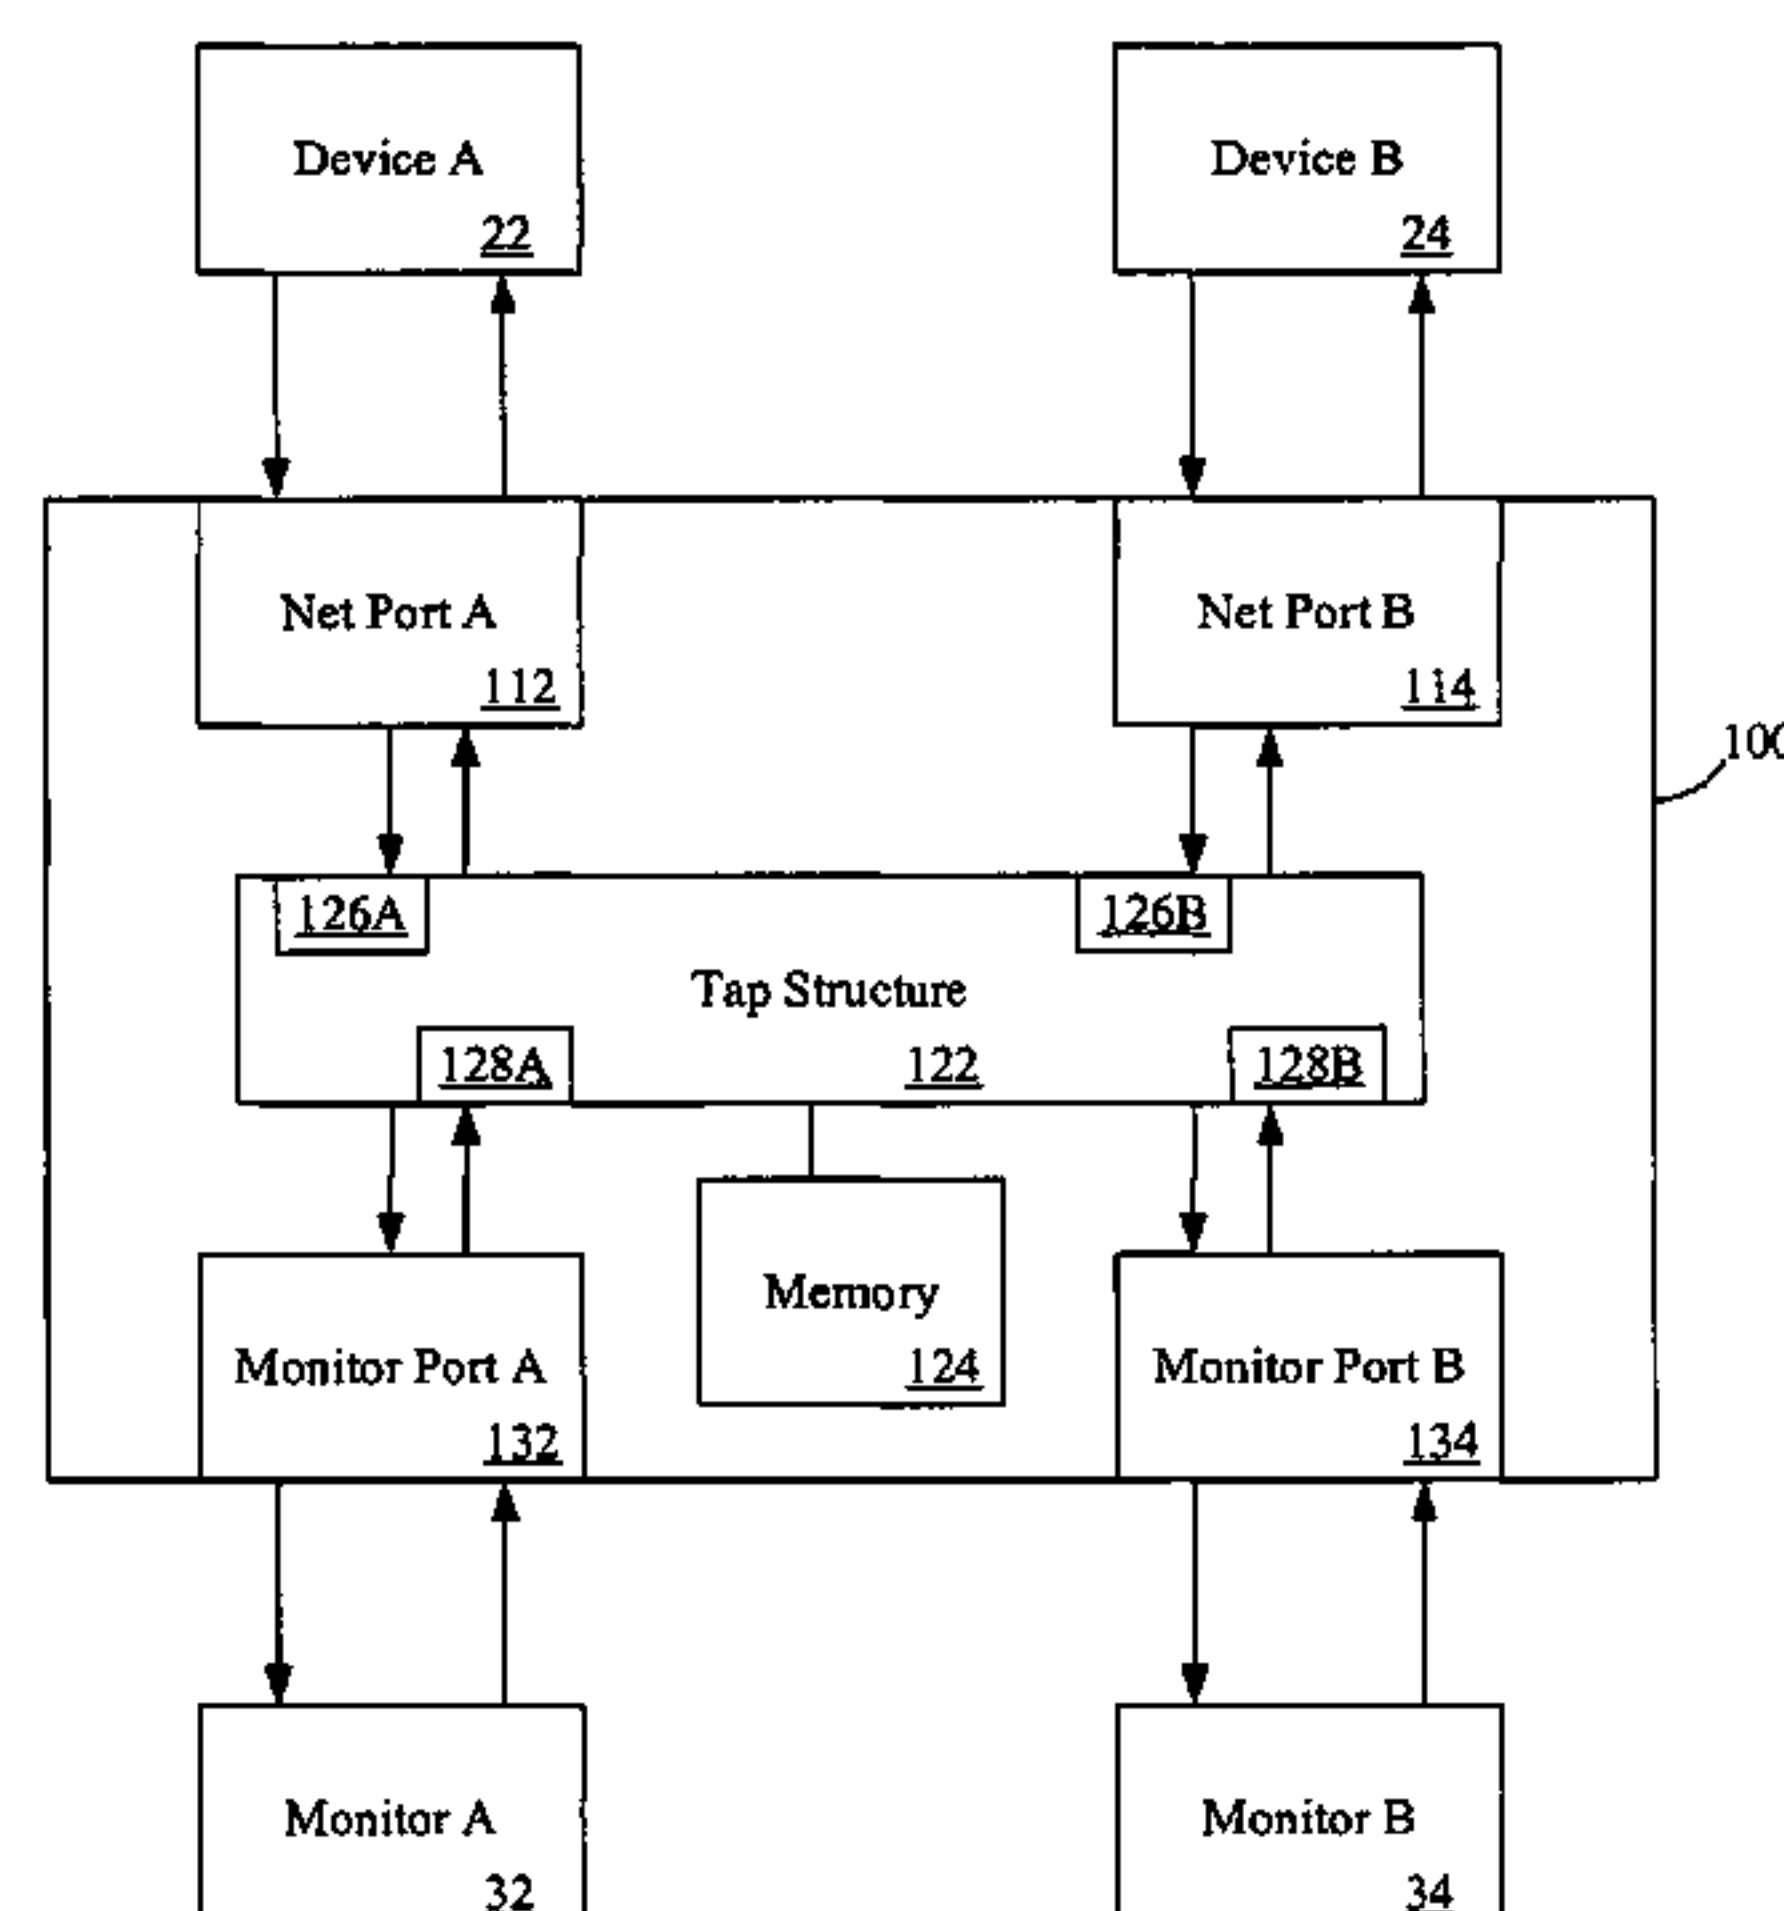 Device A
22
Device B
24
Net Port A
112
Net Port B
114
100
126A
126B
Tap Structure
128A
122
128B
Memory
124
Monitor Port A
132
Monitor Port B
134
Monitor A
32
Monitor B
34